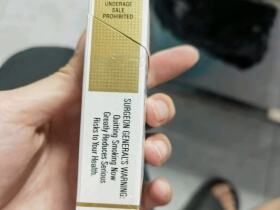 UNDERAGE
SALE
PROHIBITED
SURGEON GENERAL'S WARNING:
Quitting Smoking Now
Greatly Reduces Serious
Risks to Your Health.